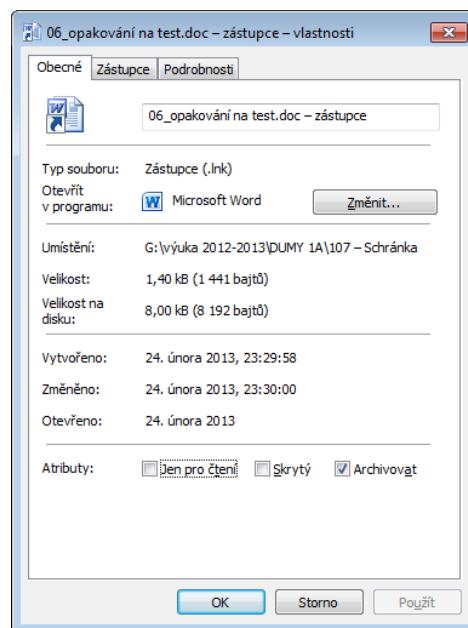 06_opakování na test.doc – zástupce – vlastnosti
Obecné Zástupce Podrobnosti
06_opakování na test.doc – zástupce
Typ souboru: Zástupce (.lnk)
Otevřít
v programu: Microsoft Word Změnit...
Umístění: G:\výuka 2012-2013\DUMY 1A\107 – Schránka
Velikost: 1,40 kB (1 441 bajtů)
Velikost na
disku: 8,00 kB (8 192 bajtů)
Vytvořeno: 24. února 2013, 23:29:58
Změněno: 24. února 2013, 23:30:00
Otevřeno: 24. února 2013
Atributy: Jen pro čtení Skrytý Archivovat
OK Storno Použít